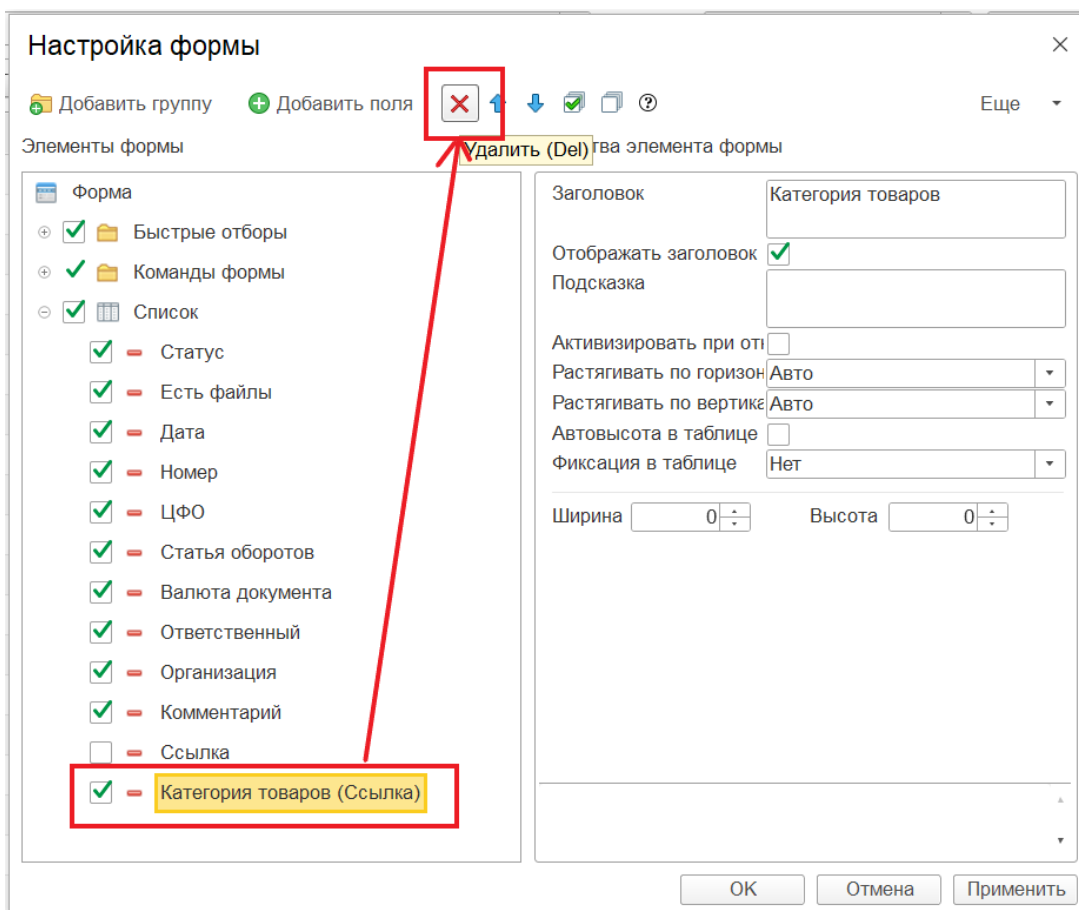 Настройка формы
Добавить группу Добавить поля Еще
Удалить (Del)
Элементы формы тва элемента формы
Форма
Быстрые отборы
Команды формы
Список
Статус
Есть файлы
Дата
Номер
ЦФО
Статья оборотов
Валюта документа
Ответственный
Организация
Комментарий
Ссылка
Категория товаров (Ссылка)
Заголовок Категория товаров
Отображать заголовок
Подсказка
Активизировать при отк
Растягивать по горизон Авто
Растягивать по вертика Авто
Автовысота в таблице
Фиксация в таблице Нет
Ширина 0 Высота 0
OK Отмена Применить